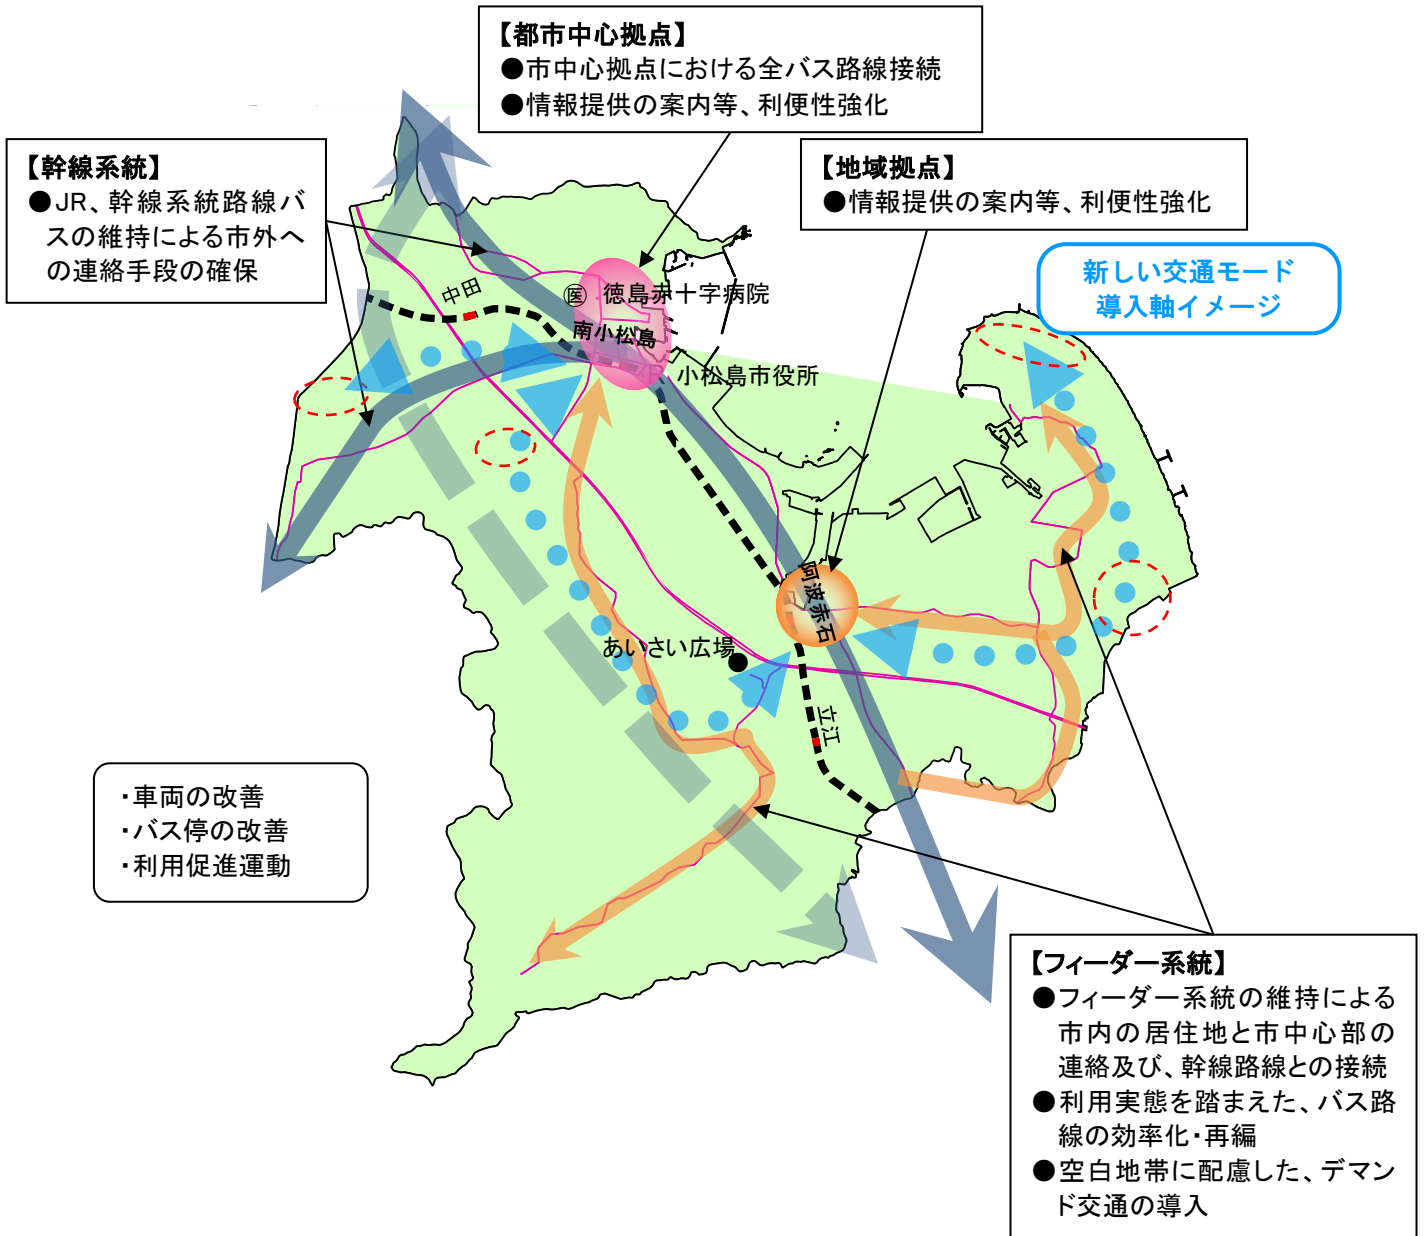 【都市中心拠点】
●市中心拠点における全バス路線接続
●情報提供の案内等、利便性強化
【幹線系統】
●JR、幹線系統路線バ
スの維持による市外へ
の連絡手段の確保
【地域拠点】
●情報提供の案内等、利便性強化
新しい交通モード
導入軸イメージ
中田
医 徳島赤十字病院
南小松島
小松島市役所
阿波赤石
あいさい広場
立江
・車両の改善
・バス停の改善
・利用促進運動
【フィーダー系統】
●フィーダー系統の維持による
市内の居住地と市中心部の
連絡及び、幹線路線との接続
●利用実態を踏まえた、バス路
線の効率化・再編
●空白地帯に配慮した、デマン
ド交通の導入